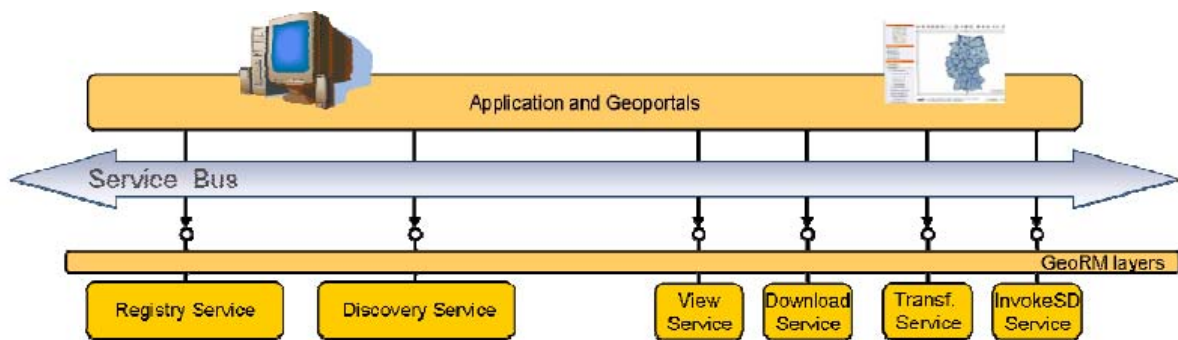 Application and Geoportals
Service Bus
GeoRM layers
Registry Service
Discovery Service
View
Service
Download
Service
Transf.
Service
InvokeSD
Service